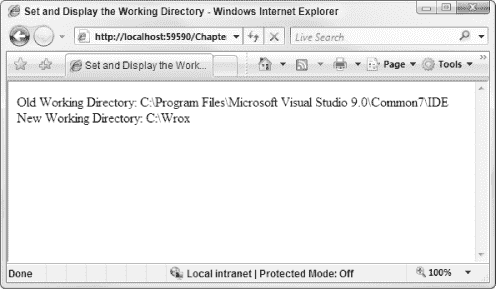 Set and Display the Working Directory - Windows Internet Explorer
http://localhost:59590/Chapte
Live Search
Set and Display the Work...
Page
Tools
Old Working Directory: C:\Program Files\Microsoft Visual Studio 9.0\Common7\IDE
New Working Directory: C:\Wrox
Done
Local intranet | Protected Mode: Off
100%